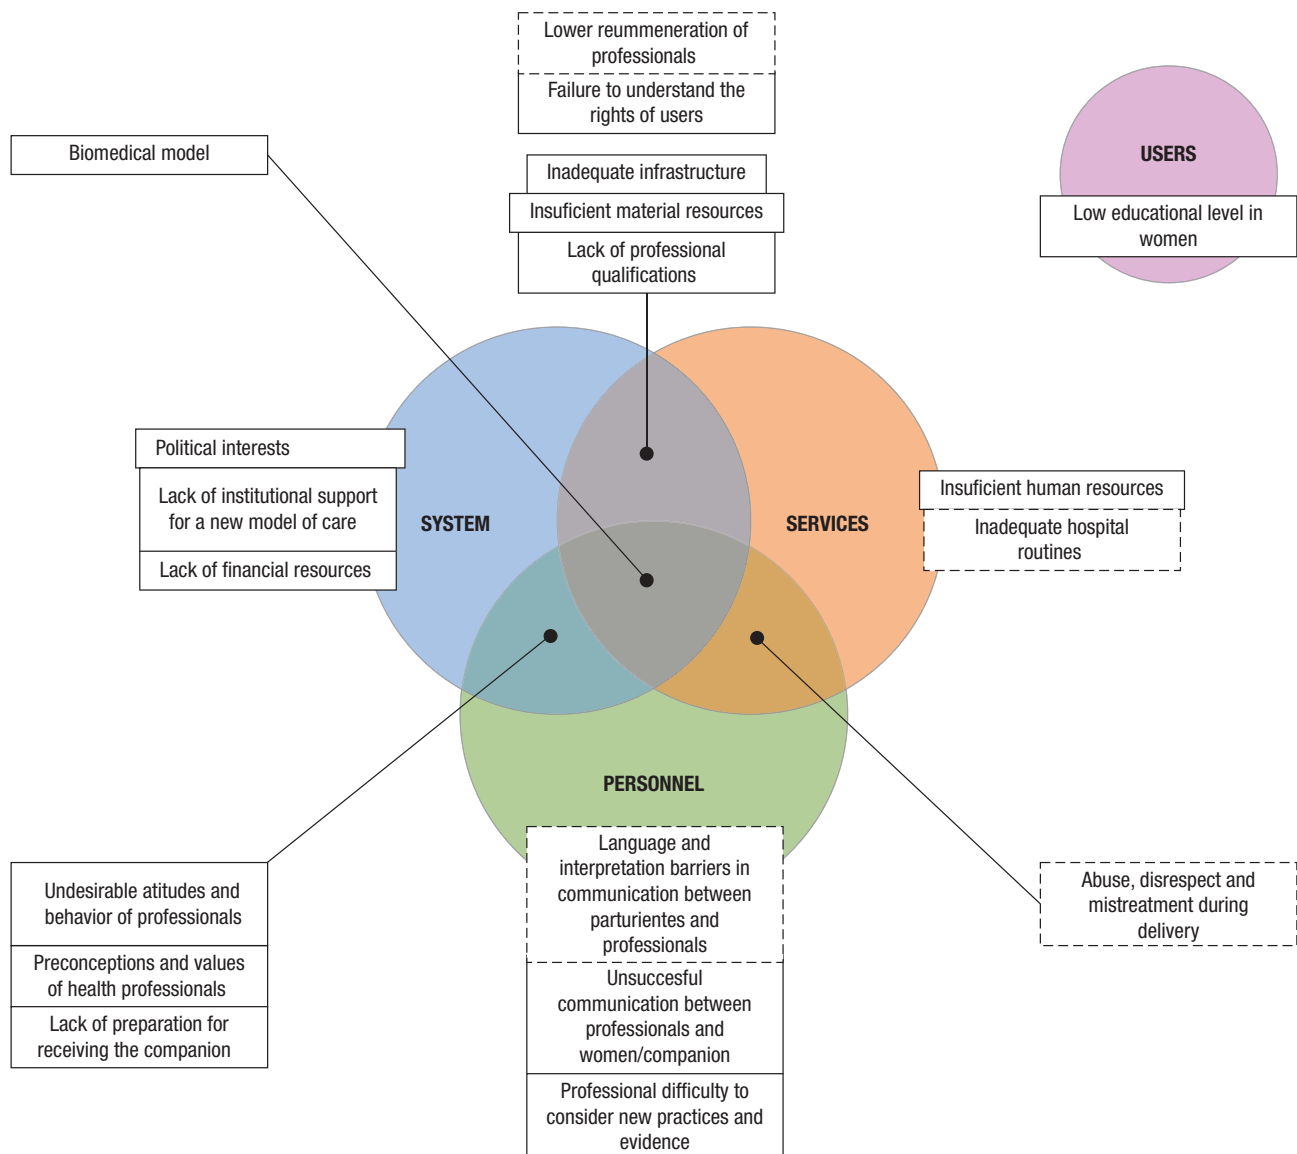 Lower reummeneration of
professionals
Failure to understand the
rights of users
Biomedical model
Inadequate infrastructure
Insuficient material resources
Lack of professional
qualifications
USERS
Low educational level in
women
Political interests
Lack of institutional support
for a new model of care
Lack of financial resources
SYSTEM
SERVICES
Insuficient human resources
Inadequate hospital
routines
PERSONNEL
Language and
interpretation barriers in
communication between
parturientes and
professionals
Unsuccesful
communication between
professionals and
women/companion
Professional difficulty to
consider new practices and
evidence
Undesirable atitudes and
behavior of professionals
Preconceptions and values
of health professionals
Lack of preparation for
receiving the companion
Abuse, disrespect and
mistreatment during
delivery